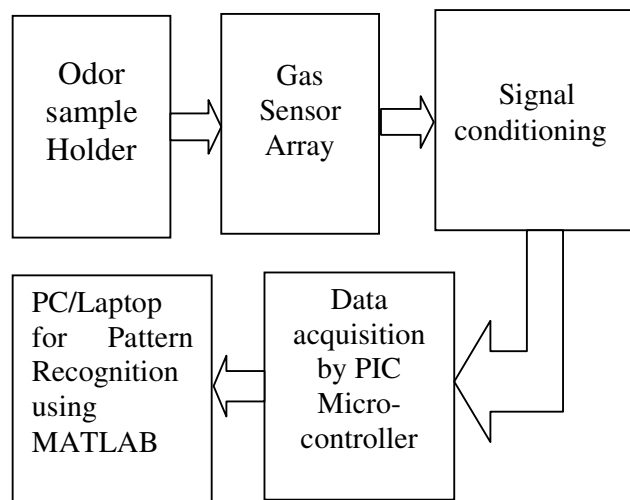 Odor
sample
Holder
Gas
Sensor
Array
Signal
conditioning
PC/Laptop
for Pattern
Recognition
using
MATLAB
Data
acquisition
by PIC
Micro-
controller